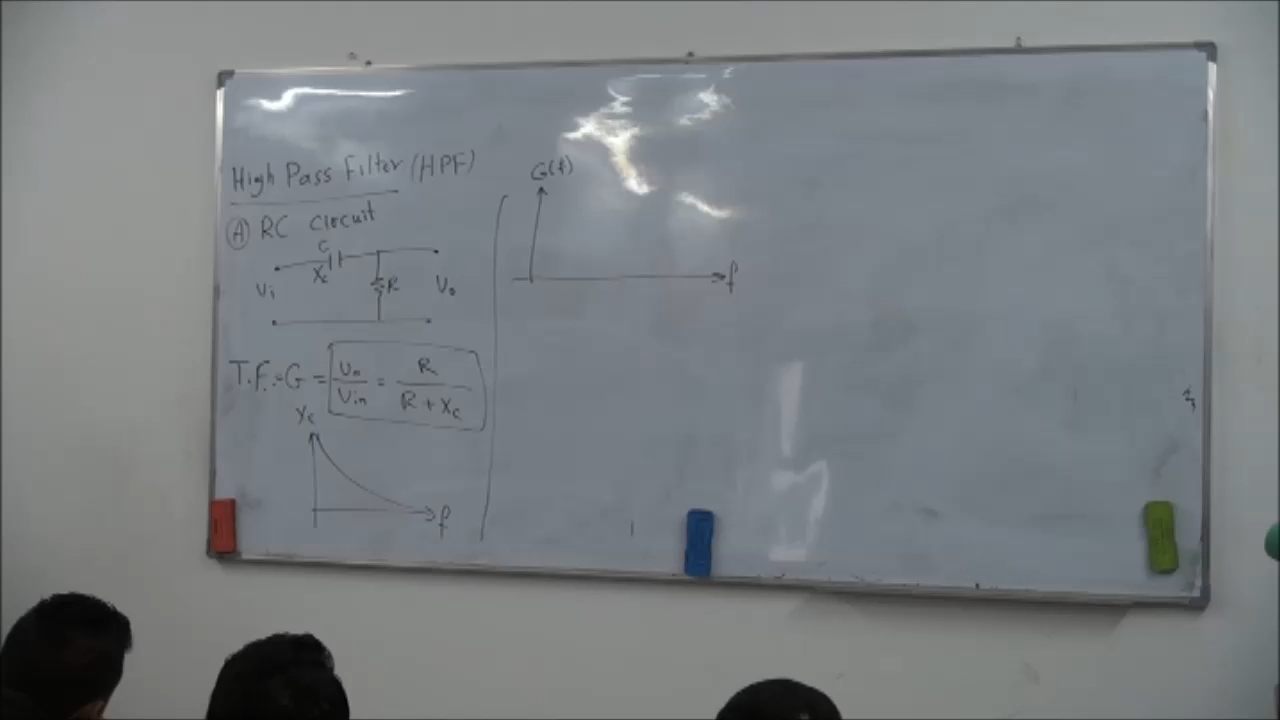 High Pass Filter (HPF)
Ⓐ RC Circuit
C
Xc
Vi
R
Vo
T.F. = G = Vo/Vin = R/(R + Xc)
Xc
f
G(f)
f